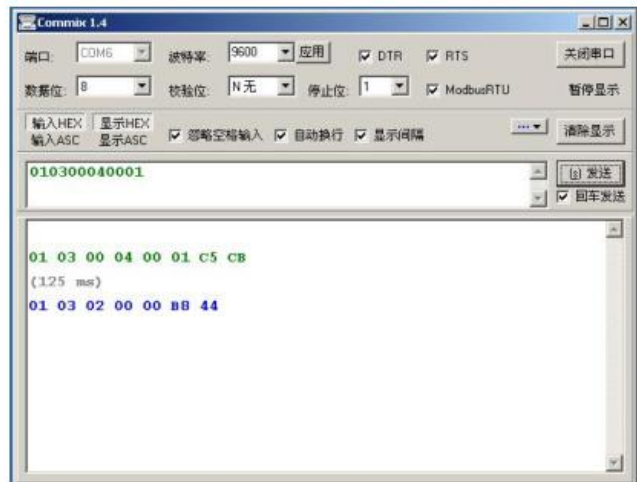 Commix 1.4
端口: COM6 波特率: 9600 应用 DTR RTS 关闭串口
数据位: 8 校验位: N无 停止位: 1 ModbusRTU 暂停显示
输入HEX 显示HEX
输入ASC 显示ASC 忽略空格输入 自动换行 显示间隔 清除显示
010300040001 发送
回车发送
01 03 00 04 00 01 C5 CB
(125 ms)
01 03 02 00 00 B8 44